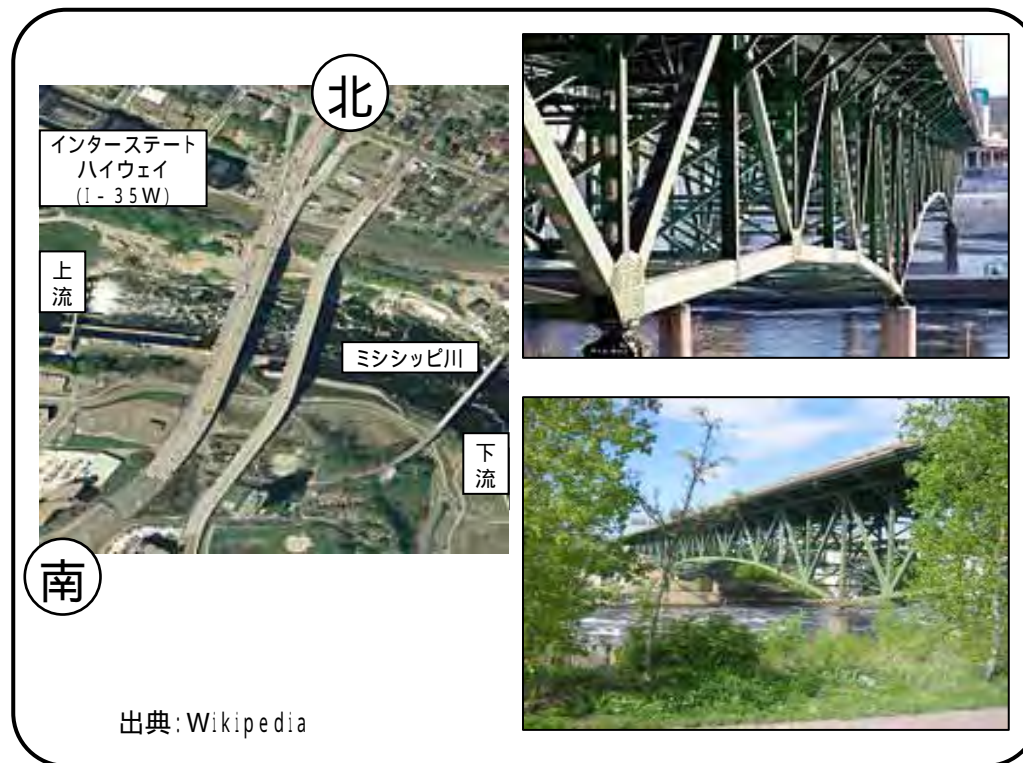 北
インターステート
ハイウェイ
(I-35W)
上
流
ミシシッピ川
下
流
南
出典:Wikipedia